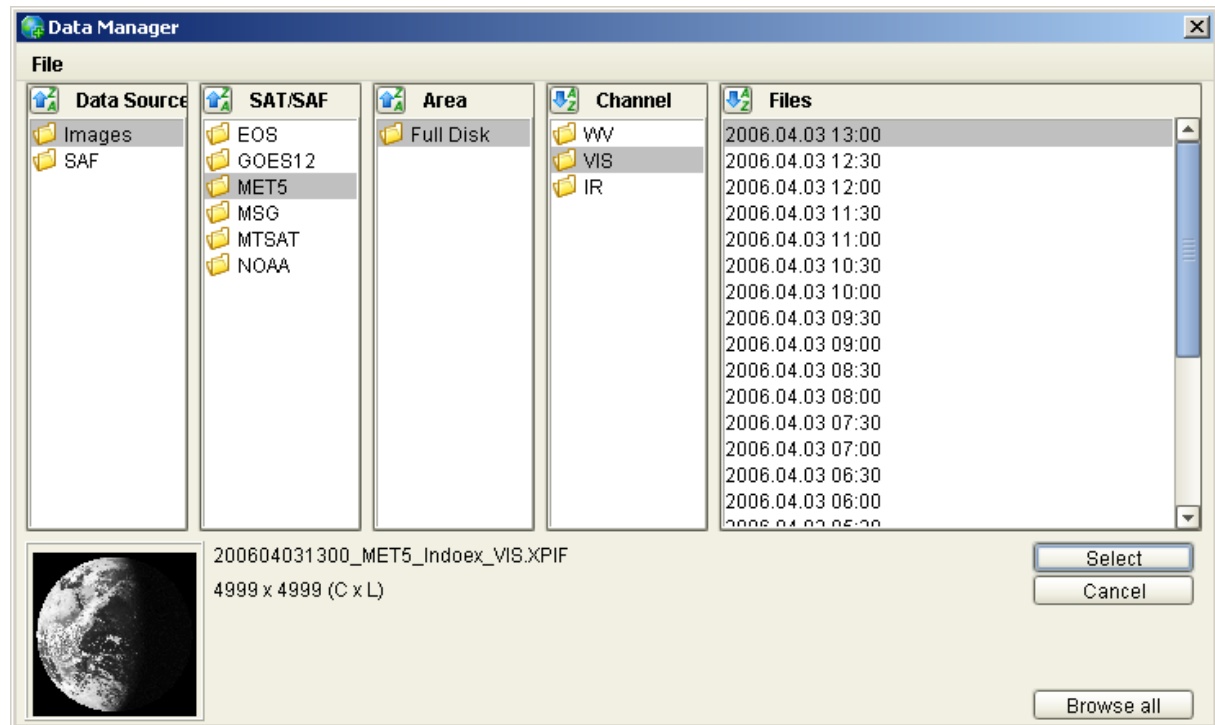 Data Manager
File
Data Source
Images
SAF
SAT/SAF
EOS
GOES12
MET5
MSG
MTSAT
NOAA
Area
Full Disk
Channel
WV
VIS
IR
Files
2006.04.03 13:00
2006.04.03 12:30
2006.04.03 12:00
2006.04.03 11:30
2006.04.03 11:00
2006.04.03 10:30
2006.04.03 10:00
2006.04.03 09:30
2006.04.03 09:00
2006.04.03 08:30
2006.04.03 08:00
2006.04.03 07:30
2006.04.03 07:00
2006.04.03 06:30
2006.04.03 06:00
200604031300_MET5_Indoex_VIS.XPIF
4999 x 4999 (C x L)
Select
Cancel
Browse all